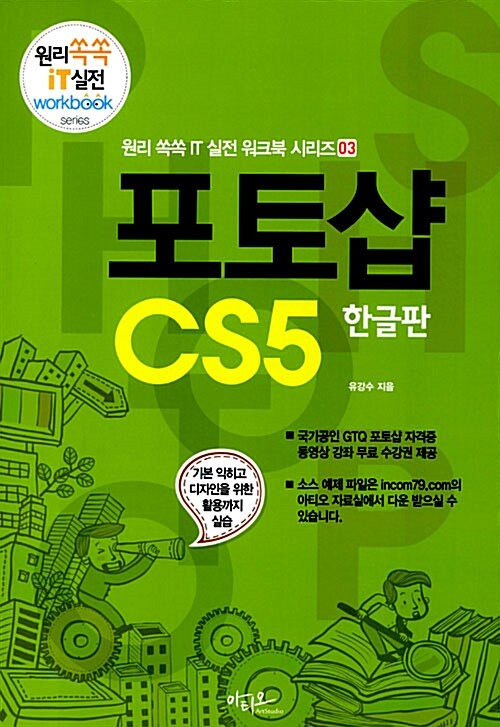 원리쏙쏙
iT실전
workbook
series
원리 쏙쏙 IT 실전 워크북 시리즈 03
포토샵
CS5 한글판
유강수 지음
■ 국가공인 GTQ 포토샵 자격증
동영상 강좌 무료 수강권 제공
■ 소스 예제 파일은 incom79.com의
아티오 자료실에서 다운 받으실 수
있습니다.
기본 익히고
디자인을 위한
활용까지
실습
아티오
ArtStudio